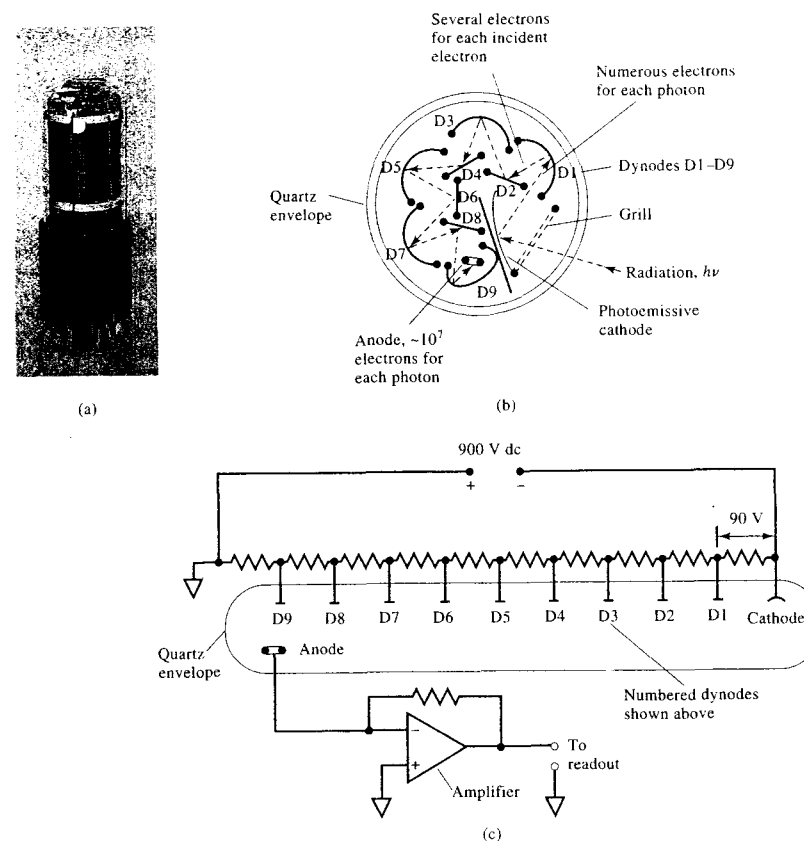 Several electrons
for each incident
electron
Numerous electrons
for each photon
D3
D5
D4
D2
D1
Dynodes D1–D9
Quartz
envelope
D6
Grill
D8
D7
D9
Radiation, hν
Photoemissive
cathode
Anode, ~10⁷
electrons for
each photon
(a)
(b)
900 V dc
+ −
90 V
D9 D8 D7 D6 D5 D4 D3 D2 D1 Cathode
Quartz
envelope
Anode
Numbered dynodes
shown above
−
+
To
readout
Amplifier
(c)